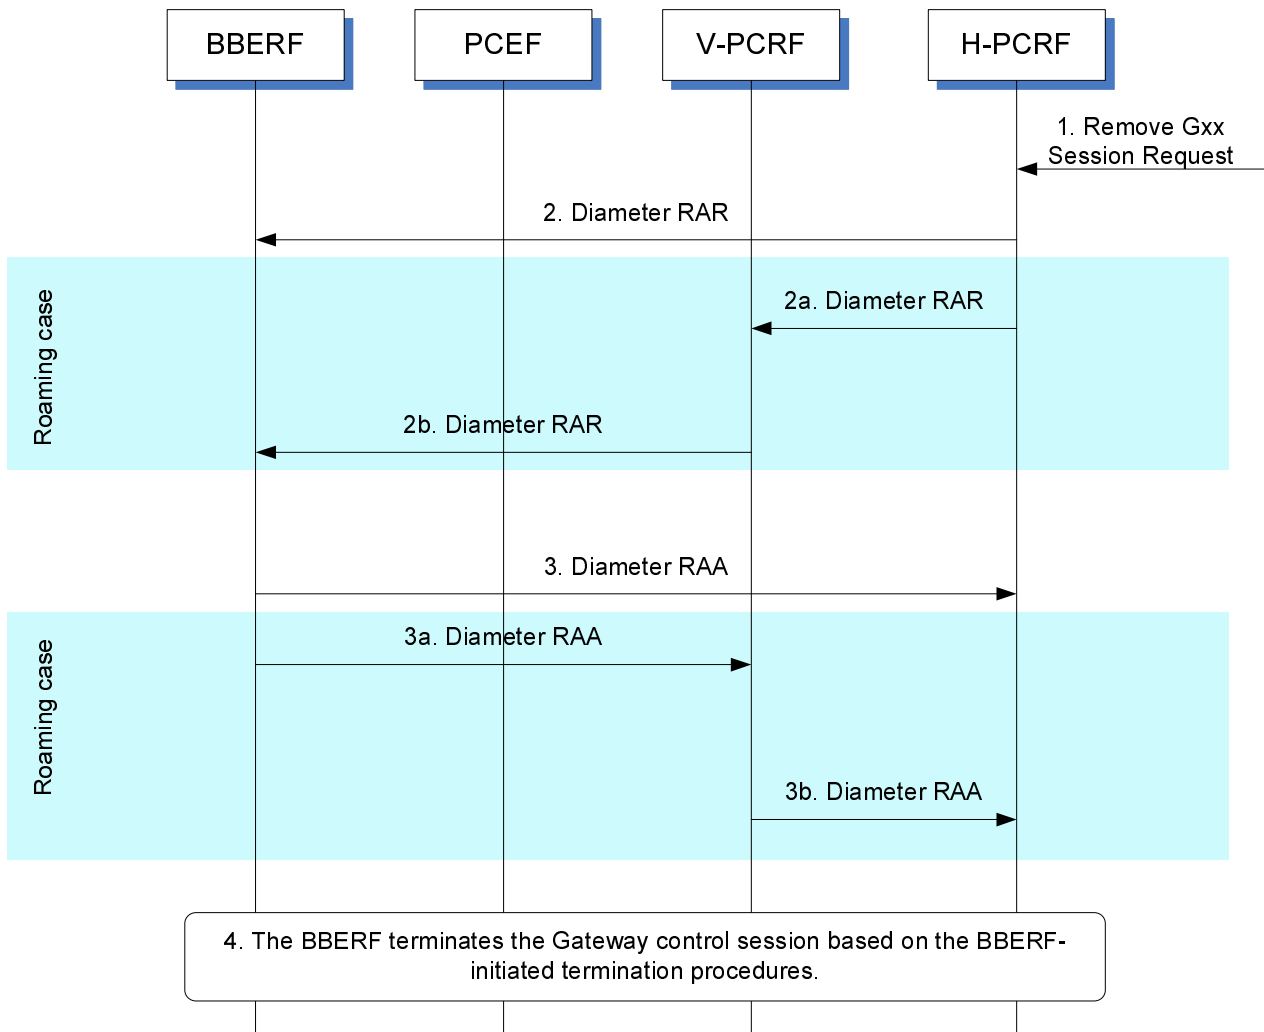 BBERF
PCEF
V-PCRF
H-PCRF
1. Remove Gxx
Session Request
2. Diameter RAR
Roaming case
2a. Diameter RAR
2b. Diameter RAR
3. Diameter RAA
Roaming case
3a. Diameter RAA
3b. Diameter RAA
4. The BBERF terminates the Gateway control session based on the BBERF-
initiated termination procedures.